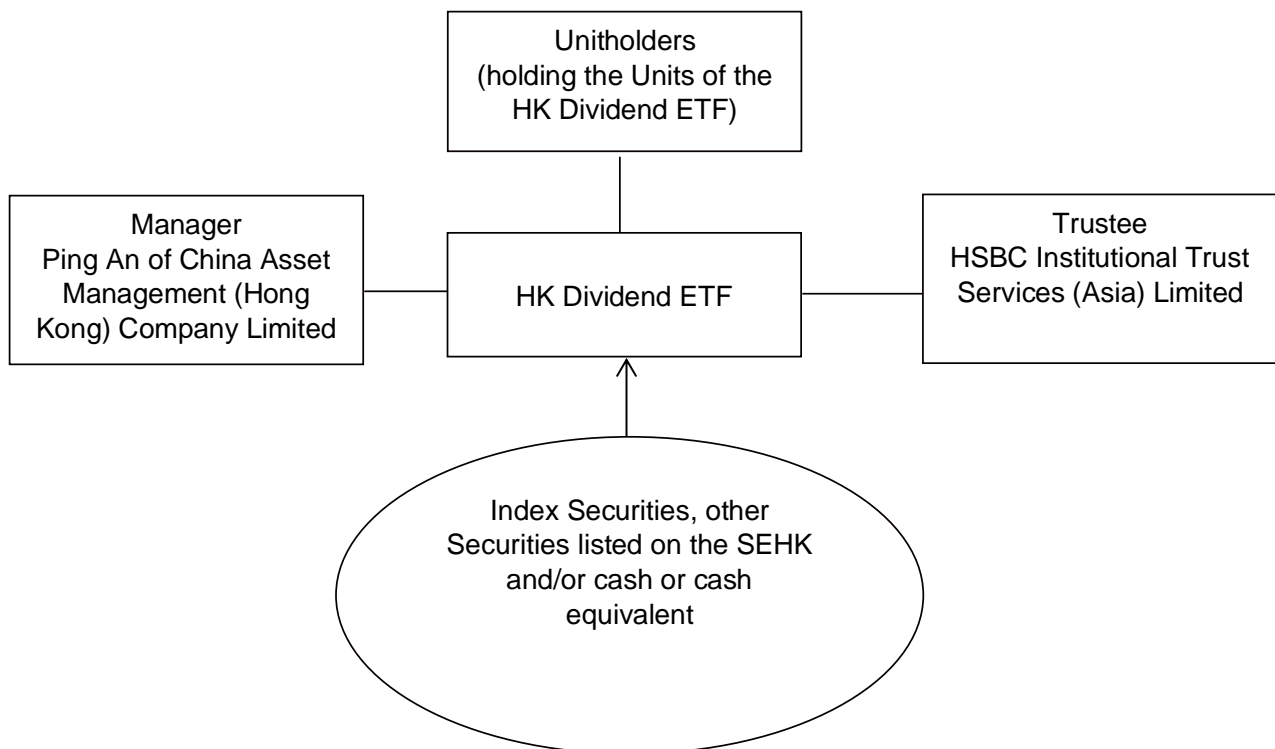 Unitholders
(holding the Units of the
HK Dividend ETF)
Manager
Ping An of China Asset
Management (Hong
Kong) Company Limited
HK Dividend ETF
Trustee
HSBC Institutional Trust
Services (Asia) Limited
Index Securities, other
Securities listed on the SEHK
and/or cash or cash
equivalent